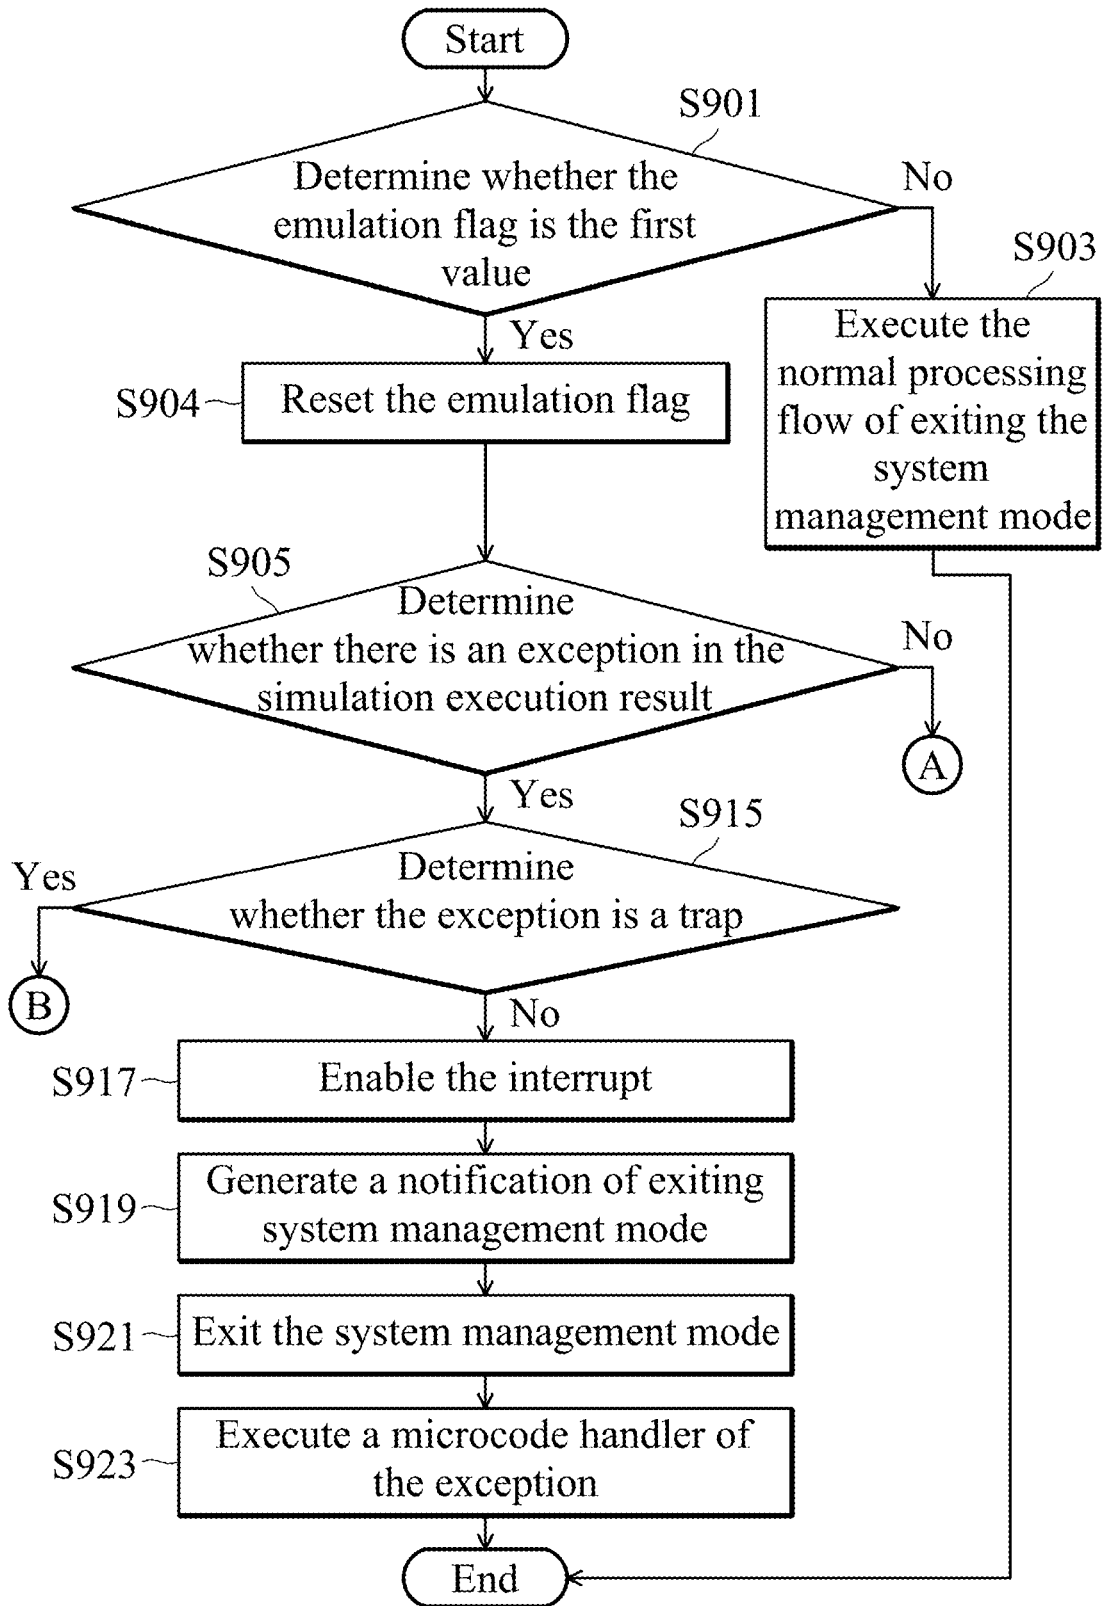 Start
S901
Determine whether the
emulation flag is the first
value
No
S903
Execute the
normal processing
flow of exiting the
system
management mode
Yes
S904
Reset the emulation flag
S905
Determine
whether there is an exception in the
simulation execution result
No
A
Yes
S915
Determine
whether the exception is a trap
Yes
B
No
S917
Enable the interrupt
S919
Generate a notification of exiting
system management mode
S921
Exit the system management mode
S923
Execute a microcode handler of
the exception
End